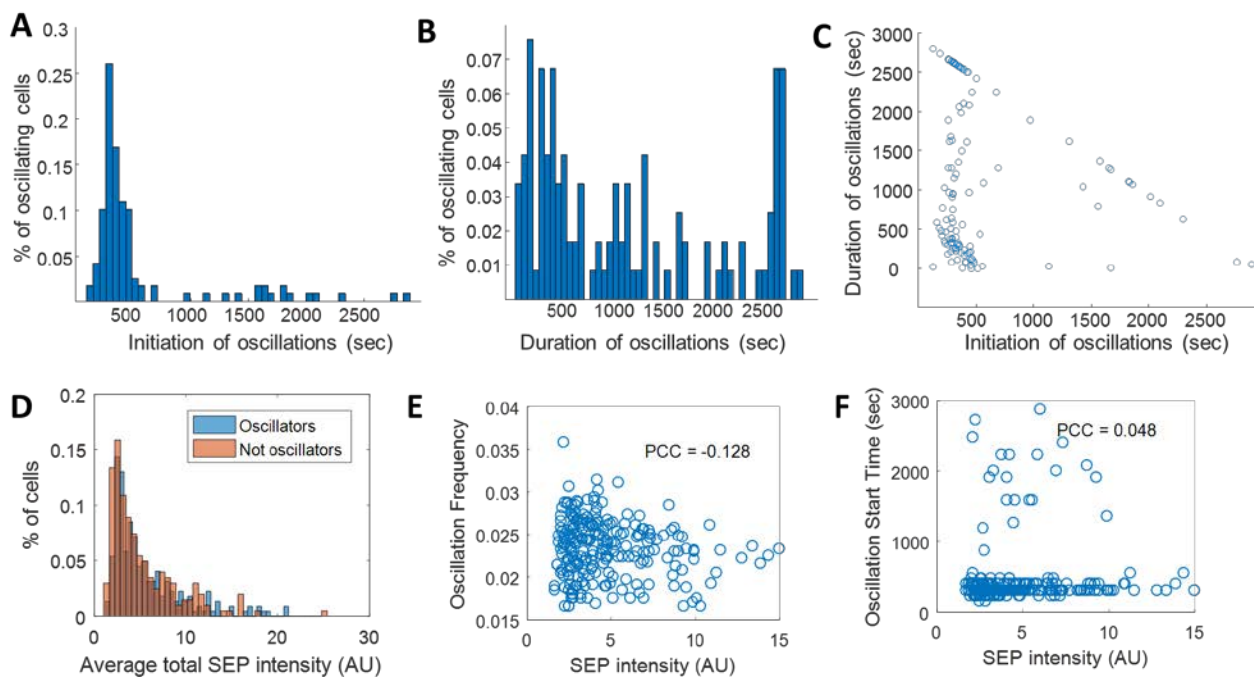 A
0.3
0.25
0.2
0.15
0.1
0.05
% of oscillating cells
500 1000 1500 2000 2500
Initiation of oscillations (sec)
B
0.07
0.06
0.05
0.04
0.03
0.02
0.01
% of oscillating cells
500 1000 1500 2000 2500
Duration of oscillations (sec)
C
3000
2500
2000
1500
1000
500
0
Duration of oscillations (sec)
500 1000 1500 2000 2500
Initiation of oscillations (sec)
D
0.2
0.15
0.1
0.05
0
% of cells
Oscillators
Not oscillators
10 20 30
Average total SEP intensity (AU)
E
0.04
0.035
0.03
0.025
0.02
0.015
Oscillation Frequency
PCC = -0.128
0 5 10 15
SEP intensity (AU)
F
3000
2000
1000
0
Oscillation Start Time (sec)
PCC = 0.048
0 5 10 15
SEP intensity (AU)